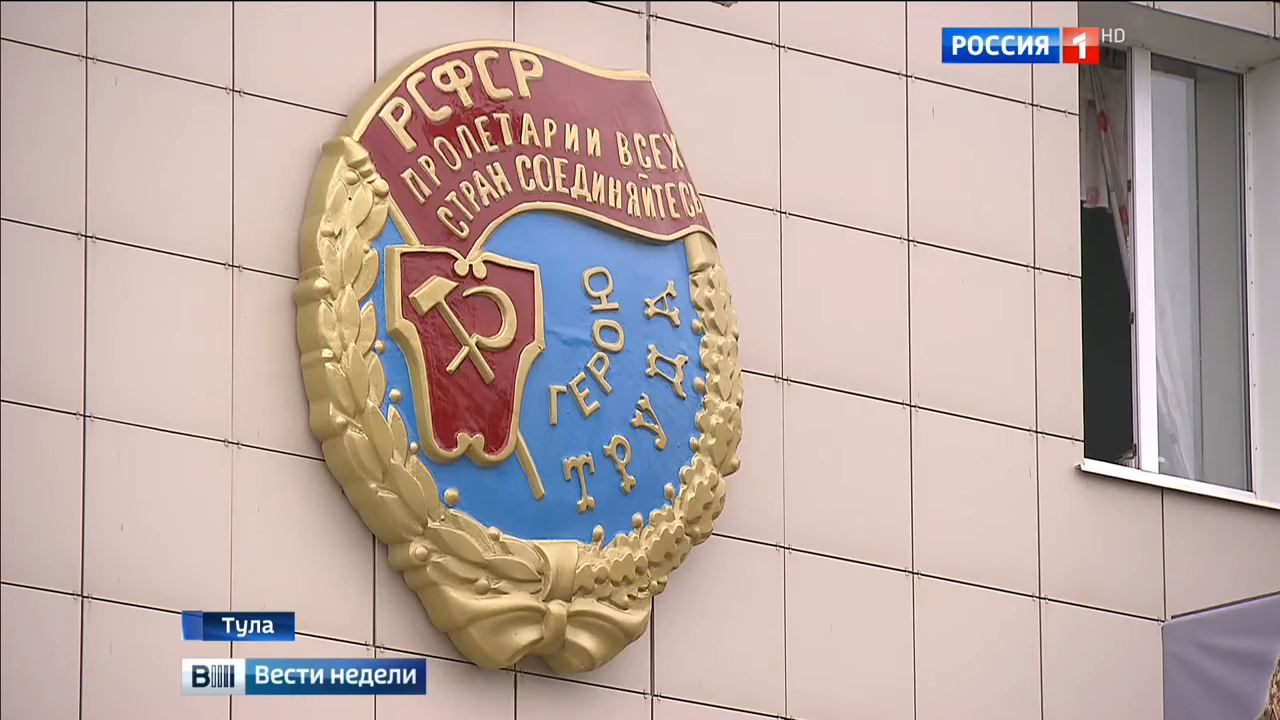 РОССИЯ 1 HD
РСФСР
ПРОЛЕТАРИИ ВСЕХ
СТРАН СОЕДИНЯЙТЕСЬ
ГЕРОЮ
ТРУДА
Тула
Вести недели